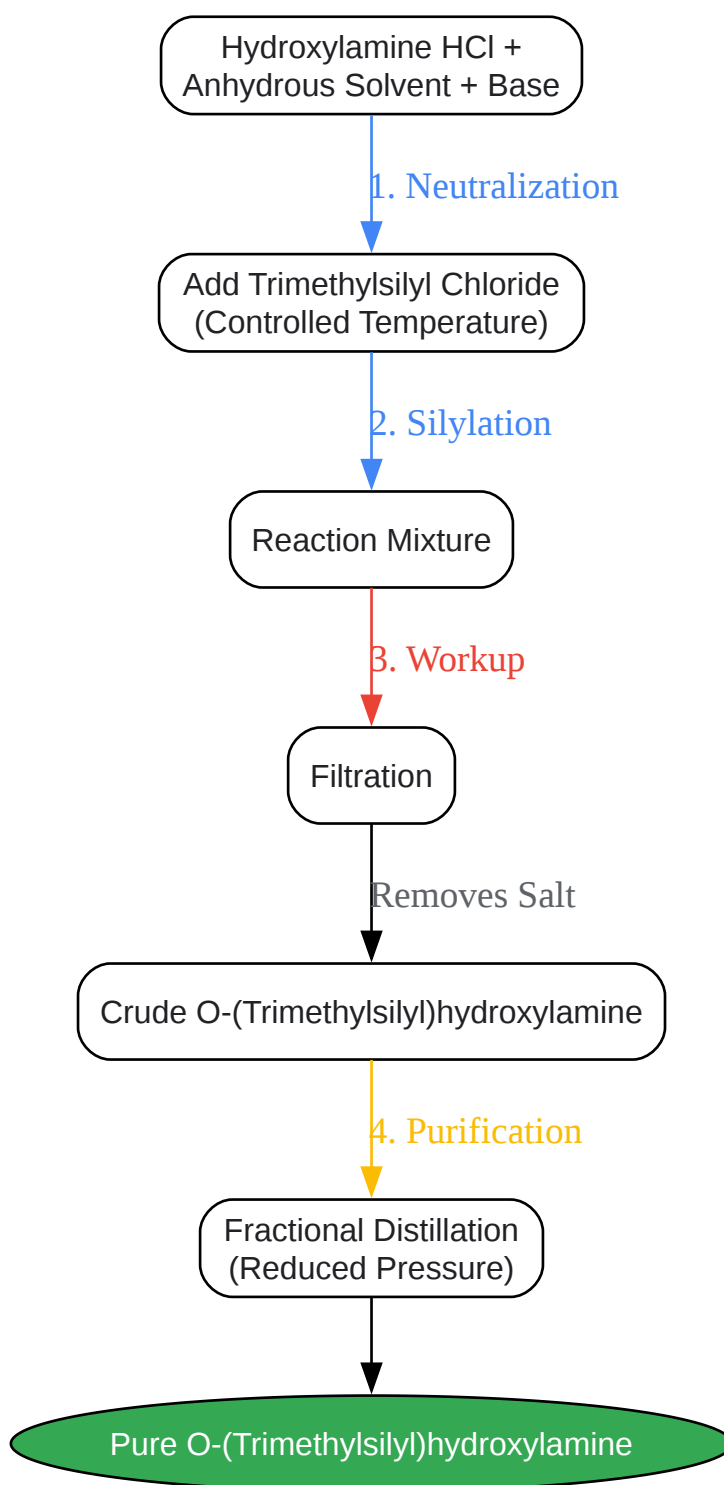 Hydroxylamine HCl +
Anhydrous Solvent + Base
1. Neutralization
Add Trimethylsilyl Chloride
(Controlled Temperature)
2. Silylation
Reaction Mixture
3. Workup
Filtration
Removes Salt
Crude O-(Trimethylsilyl)hydroxylamine
4. Purification
Fractional Distillation
(Reduced Pressure)
Pure O-(Trimethylsilyl)hydroxylamine